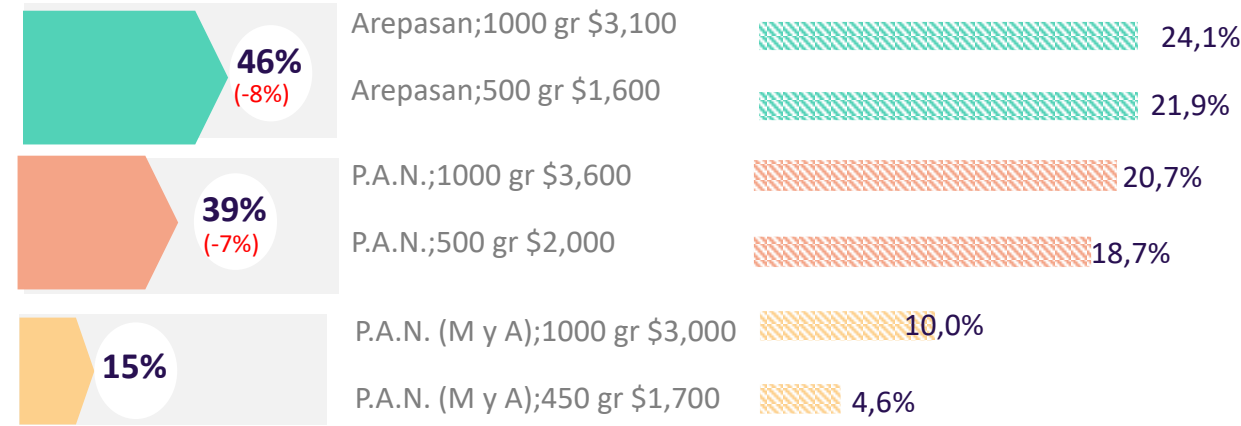 46%
(-8%)
Arepasan;1000 gr $3,100
24,1%
Arepasan;500 gr $1,600
21,9%
39%
(-7%)
P.A.N.;1000 gr $3,600
20,7%
P.A.N.;500 gr $2,000
18,7%
15%
P.A.N. (M y A);1000 gr $3,000
10,0%
P.A.N. (M y A);450 gr $1,700
4,6%